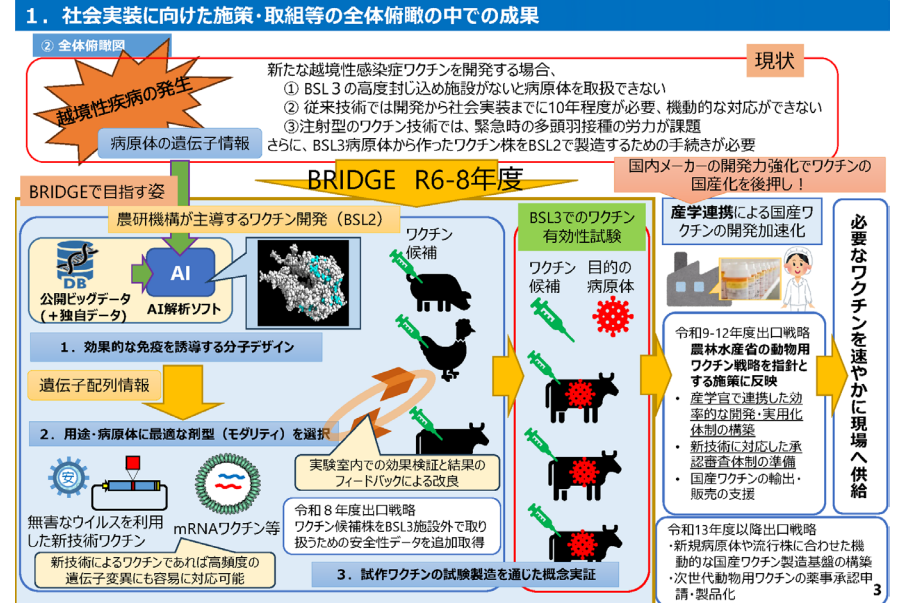 1．社会実装に向けた施策･取組等の全体俯瞰の中での成果
② 全体俯瞰図
現状
越境性疾病の発生
新たな越境性感染症ワクチンを開発する場合、
① BSL３の高度封じ込め施設がないと病原体を取扱できない
② 従来技術では開発から社会実装までに10年程度が必要、機動的な対応ができない
③注射型のワクチン技術では、緊急時の多頭羽接種の労力が課題
さらに、BSL3病原体から作ったワクチン株をBSL2で製造するための手続きが必要
病原体の遺伝子情報
BRIDGEで目指す姿
BRIDGE R6-8年度
国内メーカーの開発力強化でワクチンの
国産化を後押し！
農研機構が主導するワクチン開発（BSL2）
DB
公開ビッグデータ
（＋独自データ）
AI
AI解析ソフト
ワクチン
候補
1．効果的な免疫を誘導する分子デザイン
遺伝子配列情報
2．用途･病原体に最適な剤型（モダリティ）を選択
安
無害なウイルスを利用
した新技術ワクチン
mRNAワクチン等
新技術によるワクチンであれば高頻度の
遺伝子変異にも容易に対応可能
実験室内での効果検証と結果の
フィードバックによる改良
令和８年度出口戦略
ワクチン候補株をBSL3施設外で取り
扱うための安全性データを追加取得
3．試作ワクチンの試験製造を通じた概念実証
BSL3でのワクチン
有効性試験
ワクチン
候補
目的の
病原体
産学連携による国産ワ
クチンの開発加速化
令和9-12年度出口戦略
農林水産省の動物用
ワクチン戦略を指針と
する施策に反映
• 産学官で連携した効
率的な開発・実用化
体制の構築
• 新技術に対応した承
認審査体制の準備
• 国産ワクチンの輸出・
販売の支援
必要なワクチンを速やかに現場へ供給
令和13年度以降出口戦略
･新規病原体や流行株に合わせた機
動的な国産ワクチン製造基盤の構築
･次世代動物用ワクチンの薬事承認申
請・製品化
3